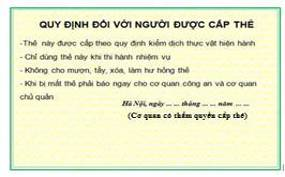 QUY ĐỊNH ĐỐI VỚI NGƯỜI ĐƯỢC CẤP THẺ
-Thẻ này được cấp theo quy định kiểm dịch thực vật hiện hành
- Chỉ dùng thẻ này khi thi hành nhiệm vụ
- Không cho mượn, tẩy, xóa, làm hư hỏng thẻ
- Khi bị mất thẻ phải báo ngay cho cơ quan công an và cơ quan
chủ quản
Hà Nội, ngày ... ... tháng ... ... năm ... ...
(Cơ quan có thẩm quyền cấp thẻ)